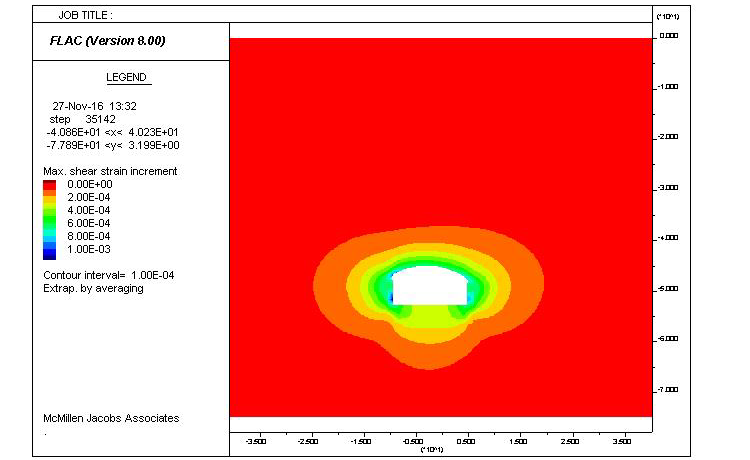 JOB TITLE :
FLAC (Version 8.00)
LEGEND
27-Nov-16 13:32
step 35142
-4.086E+01 <x< 4.023E+01
-7.789E+01 <y< 3.199E+00
Max. shear strain increment
0.00E+00
2.00E-04
4.00E-04
6.00E-04
8.00E-04
1.00E-03
Contour interval= 1.00E-04
Extrap. by averaging
McMillen Jacobs Associates
(*10^1)
0.000
-1.000
-2.000
-3.000
-4.000
-5.000
-6.000
-7.000
-3.500 -2.500 -1.500 -0.500 0.500 1.500 2.500 3.500
(*10^1)